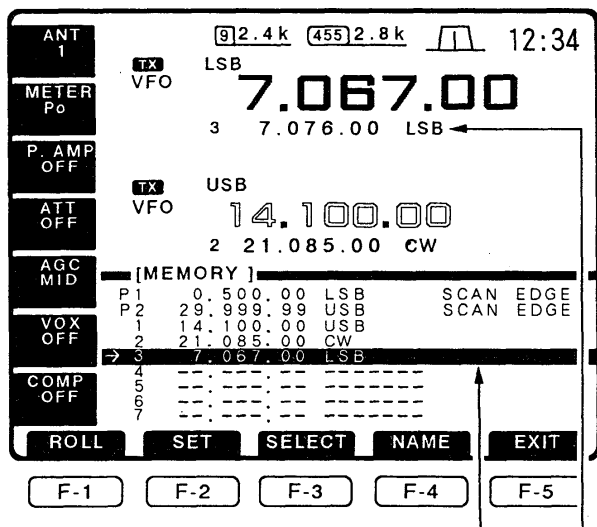 ANT
1
METER
Po
P. AMP
OFF
ATT
OFF
AGC
MID
VOX
OFF
COMP
OFF
9 2.4k 455 2.8k 12:34
TX LSB
VFO 7.067.00
3 7.076.00 LSB
TX USB
VFO 14.100.00
2 21.085.00 CW
[MEMORY ]
P1 0.500.00 LSB SCAN EDGE
P2 29.999.99 USB SCAN EDGE
1 14.100.00 USB
2 21.085.00 CW
→ 3 7.067.00 LSB
4 --.---.-- ------
5 --.---.-- ------
6 --.---.-- ------
7 --.---.-- ------
ROLL SET SELECT NAME EXIT
F-1 F-2 F-3 F-4 F-5